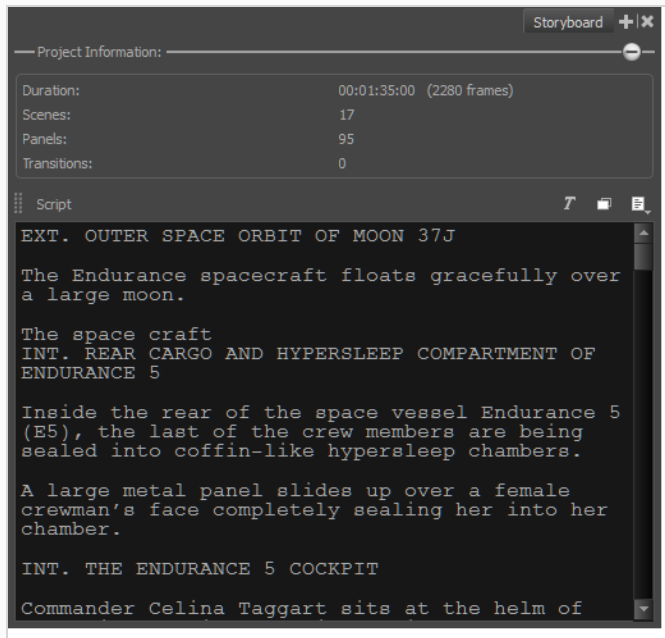 Storyboard
Project Information:
Duration: 00:01:35:00 (2280 frames)
Scenes: 17
Panels: 95
Transitions: 0
Script T
EXT. OUTER SPACE ORBIT OF MOON 37J
The Endurance spacecraft floats gracefully over
a large moon.
The space craft
INT. REAR CARGO AND HYPERSLEEP COMPARTMENT OF
ENDURANCE 5
Inside the rear of the space vessel Endurance 5
(E5), the last of the crew members are being
sealed into coffin-like hypersleep chambers.
A large metal panel slides up over a female
crewman's face completely sealing her into her
chamber.
INT. THE ENDURANCE 5 COCKPIT
Commander Celina Taggart sits at the helm of